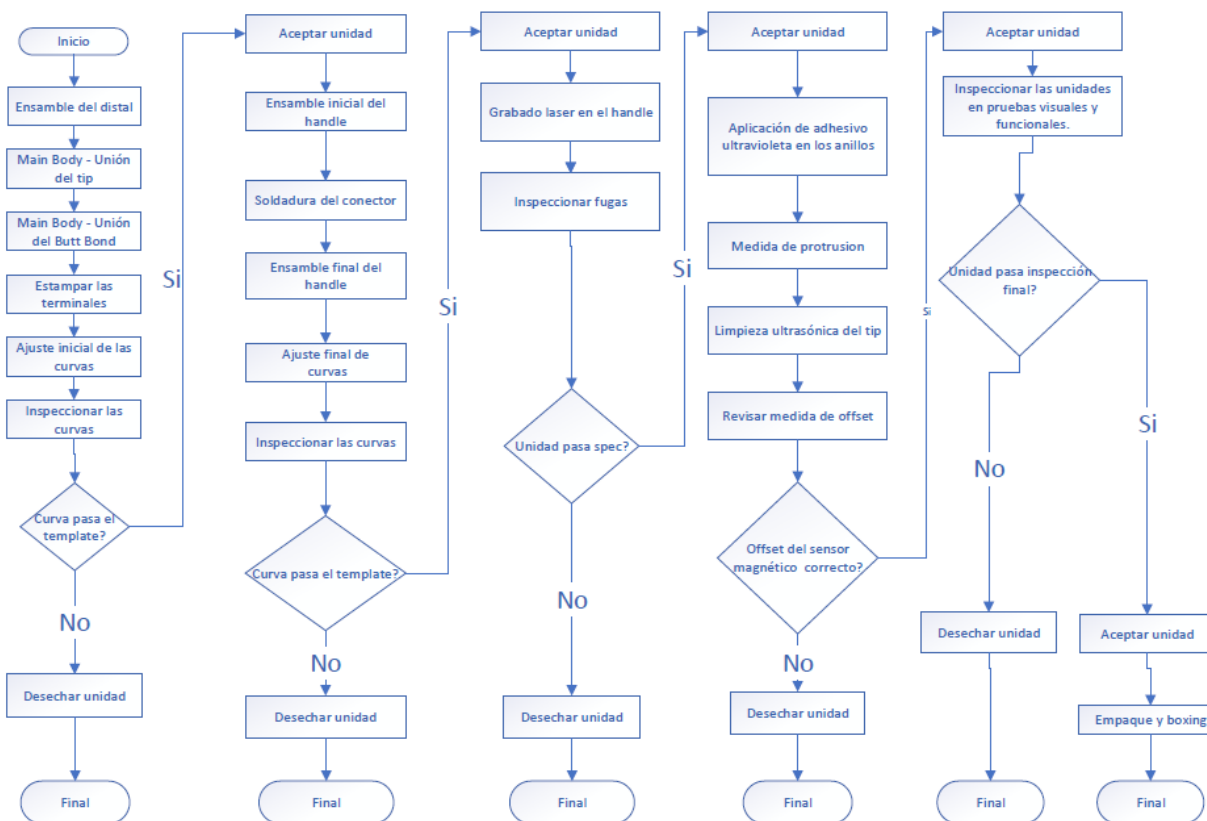 Inicio
Ensamble del distal
Main Body - Unión
del tip
Main Body - Unión
del Butt Bond
Estampar las
terminales
Ajuste inicial de las
curvas
Inspeccionar las
curvas
Curva pasa el
template?
Si
No
Desechar unidad
Final
Aceptar unidad
Ensamble inicial del
handle
Soldadura del conector
Ensamble final del
handle
Ajuste final de
curvas
Inspeccionar las curvas
Curva pasa el template?
Si
No
Desechar unidad
Final
Aceptar unidad
Grabado laser en el handle
Inspeccionar fugas
Unidad pasa spec?
Si
No
Desechar unidad
Final
Aceptar unidad
Aplicación de adhesivo
ultravioleta en los anillos
Medida de protrusion
Limpieza ultrasónica del tip
Revisar medida de offset
Offset del sensor
magnético correcto?
Si
No
Desechar unidad
Final
Aceptar unidad
Inspeccionar las unidades
en pruebas visuales y
funcionales.
Unidad pasa inspección
final?
No
Desechar unidad
Final
Si
Aceptar unidad
Empaque y boxing
Final